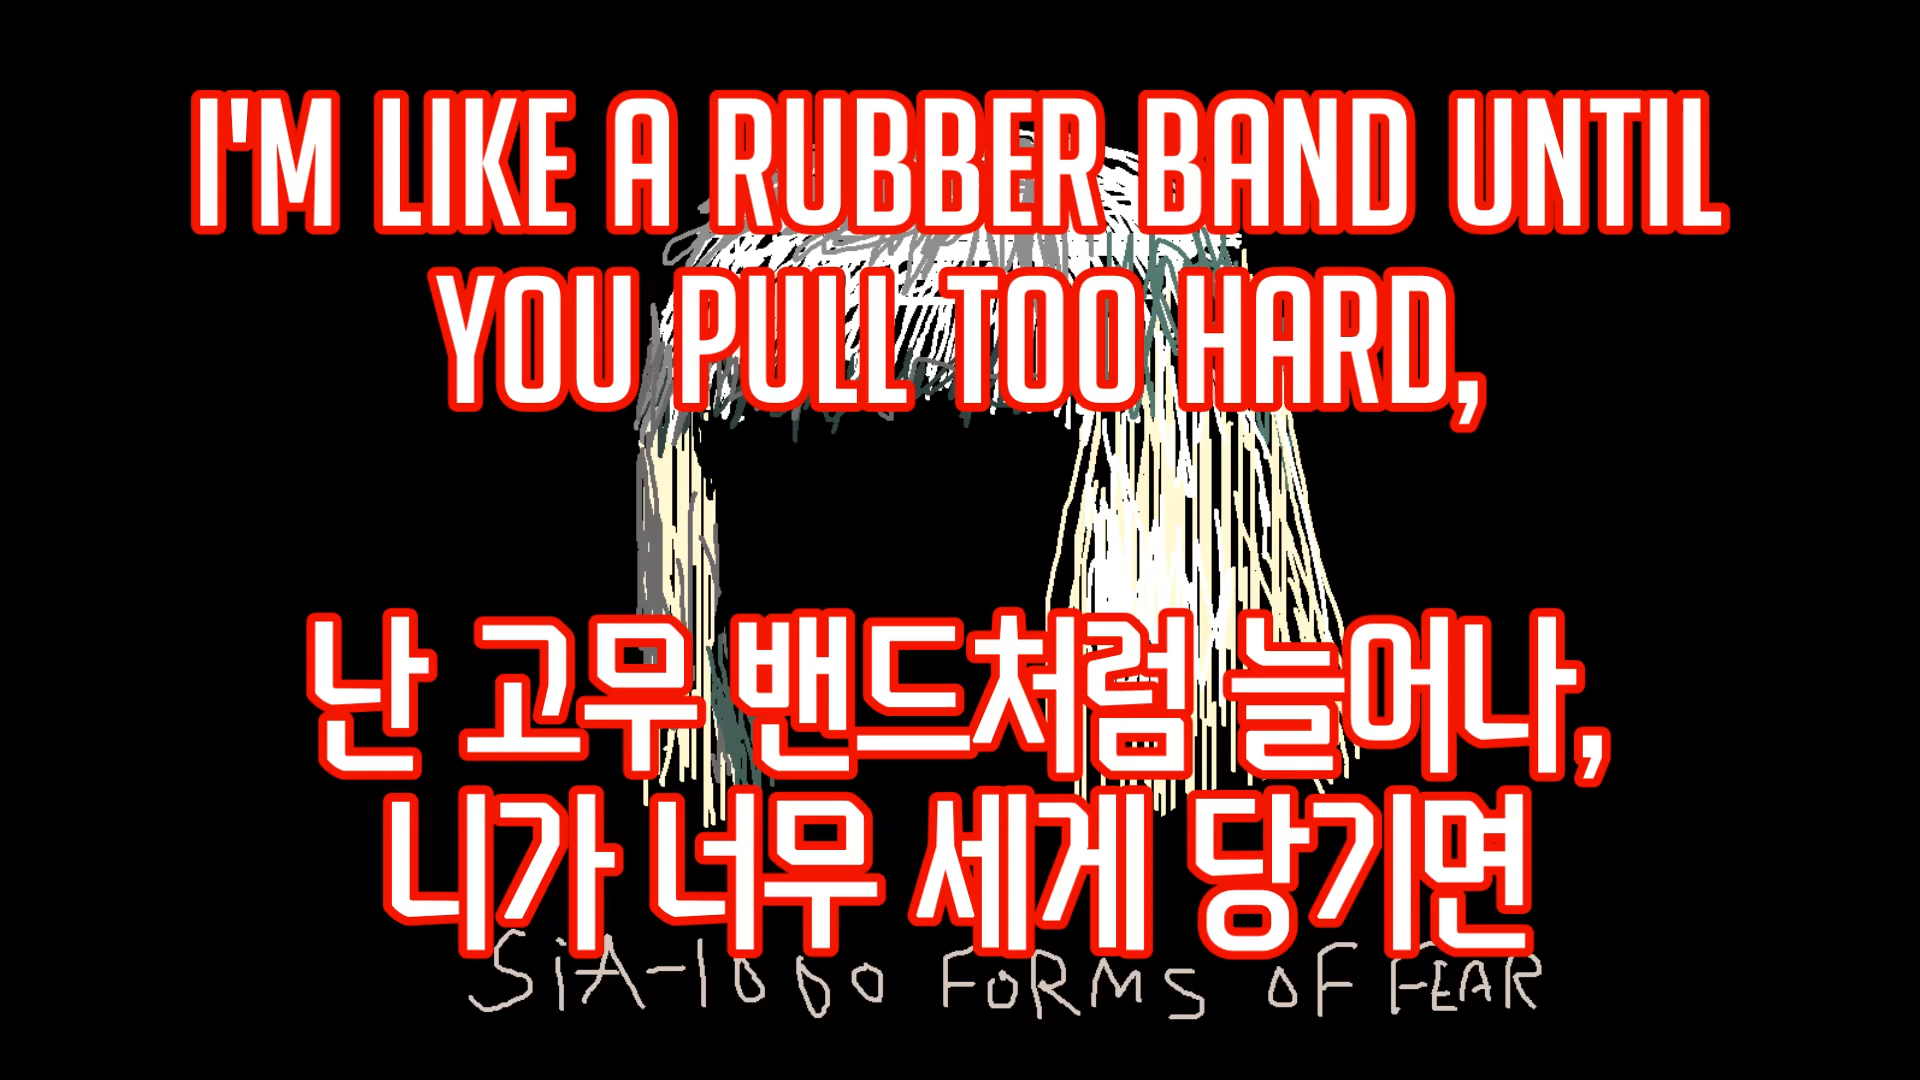 I'M LIKE A RUBBER BAND UNTIL
YOU PULL TOO HARD,
난 고무 밴드처럼 늘어나,
니가 너무 세게 당기면
SiA-1000 FORMS OF FEAR